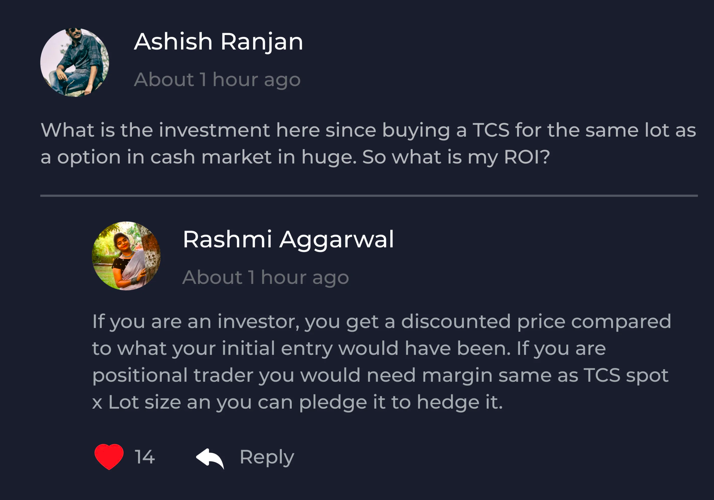 Ashish Ranjan
About 1 hour ago
What is the investment here since buying a TCS for the same lot as
a option in cash market in huge. So what is my ROI?
Rashmi Aggarwal
About 1 hour ago
If you are an investor, you get a discounted price compared
to what your initial entry would have been. If you are
positional trader you would need margin same as TCS spot
x Lot size an you can pledge it to hedge it.
14
Reply